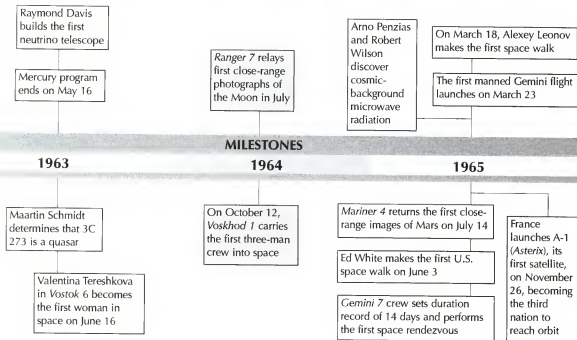 Raymond Davis
builds the first
neutrino telescope
Mercury program
ends on May 16
Ranger 7 relays
first close-range
photographs of
the Moon in July
Arno Penzias
and Robert
Wilson
discover
cosmic-
background
microwave
radiation
On March 18, Alexey Leonov
makes the first space walk
The first manned Gemini flight
launches on March 23
MILESTONES
1963
1964
1965
Maartin Schmidt
determines that 3C
273 is a quasar
Valentina Tereshkova
in Vostok 6 becomes
the first woman in
space on June 16
On October 12,
Voskhod 1 carries
the first three-man
crew into space
Mariner 4 returns the first close-
range images of Mars on July 14
Ed White makes the first U.S.
space walk on June 3
Gemini 7 crew sets duration
record of 14 days and performs
the first space rendezvous
France
launches A-1
(Asterix), its
first satellite,
on November
26, becoming
the third
nation to
reach orbit